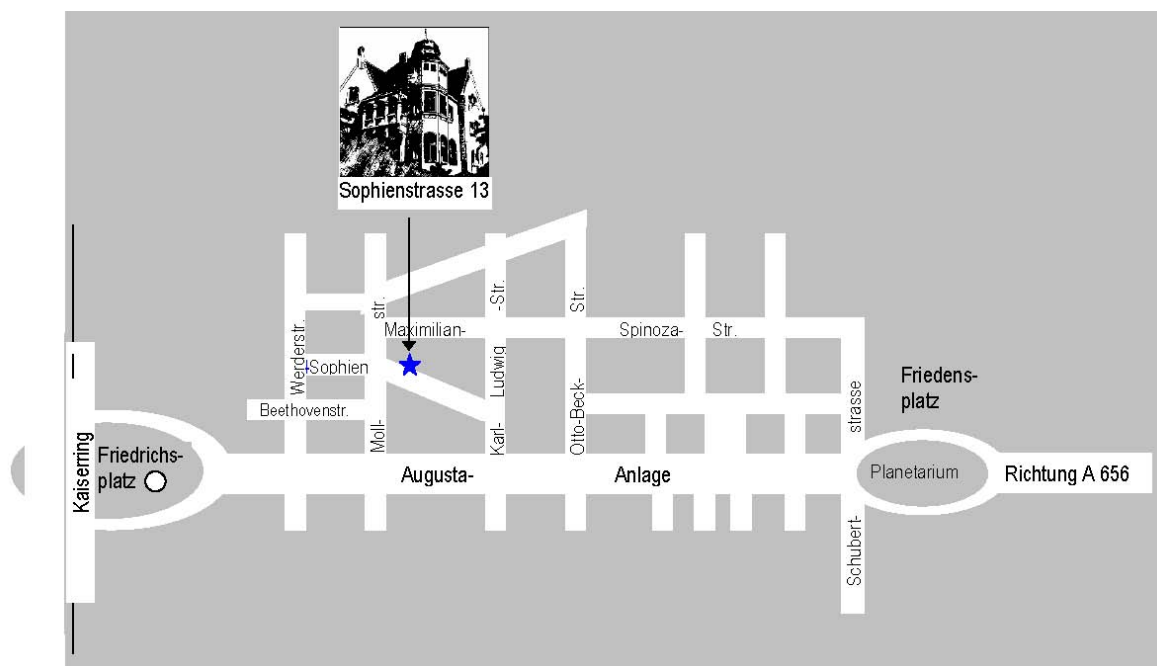 Sophienstrasse 13
Werderstr.
Moll-
str.
Maximilian-
Karl-
Ludwig
-Str.
Otto-Beck-
Str.
Spinoza-
Str.
Sophien
Beethovenstr.
Kaiserring
Friedrichs-
platz
Augusta-
Anlage
Schubert-
strasse
Friedens-
platz
Planetarium
Richtung A 656